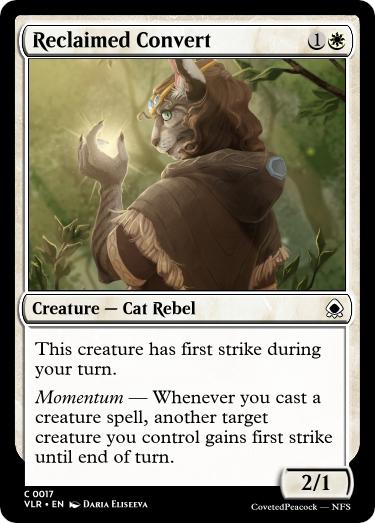 Reclaimed Convert 1
Creature — Cat Rebel
This creature has first strike during
your turn.
Momentum — Whenever you cast a
creature spell, another target
creature you control gains first strike
until end of turn.
2/1
C 0017
VLR • EN Daria Eliseeva
CovetedPeacock — NFS